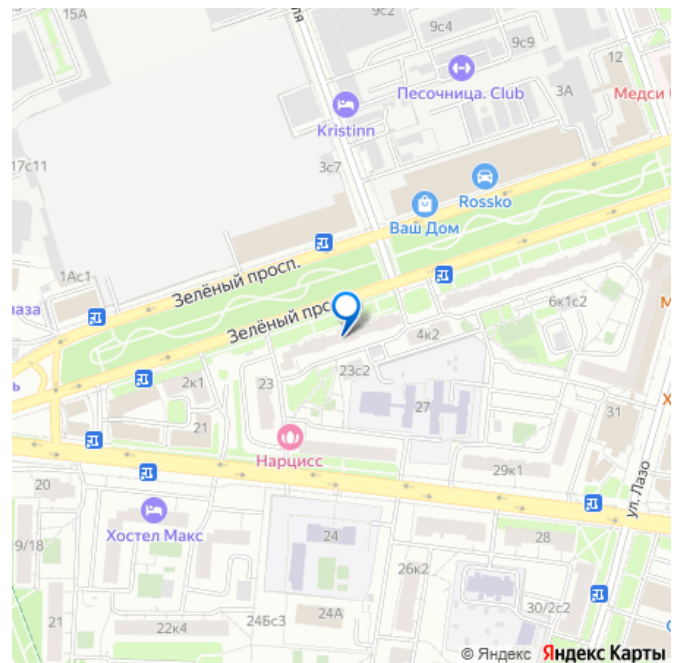 15А
9с2
9с4
9с9
12
Песочница. Club
3А
Медси
Kristinn
17с11
3с7
Rossko
Ваш Дом
Зелёный просп.
1Ас1
Зелёный
6к1с2
4к2
2к1
23
23с2
27
31
21
Нарцисс
29к1
ул. Лазо
20
Хостел Макс
9/18
24
28
26к2
30/2с2
21
22к4
24Бс3
24А
© Яндекс Яндекс Карты